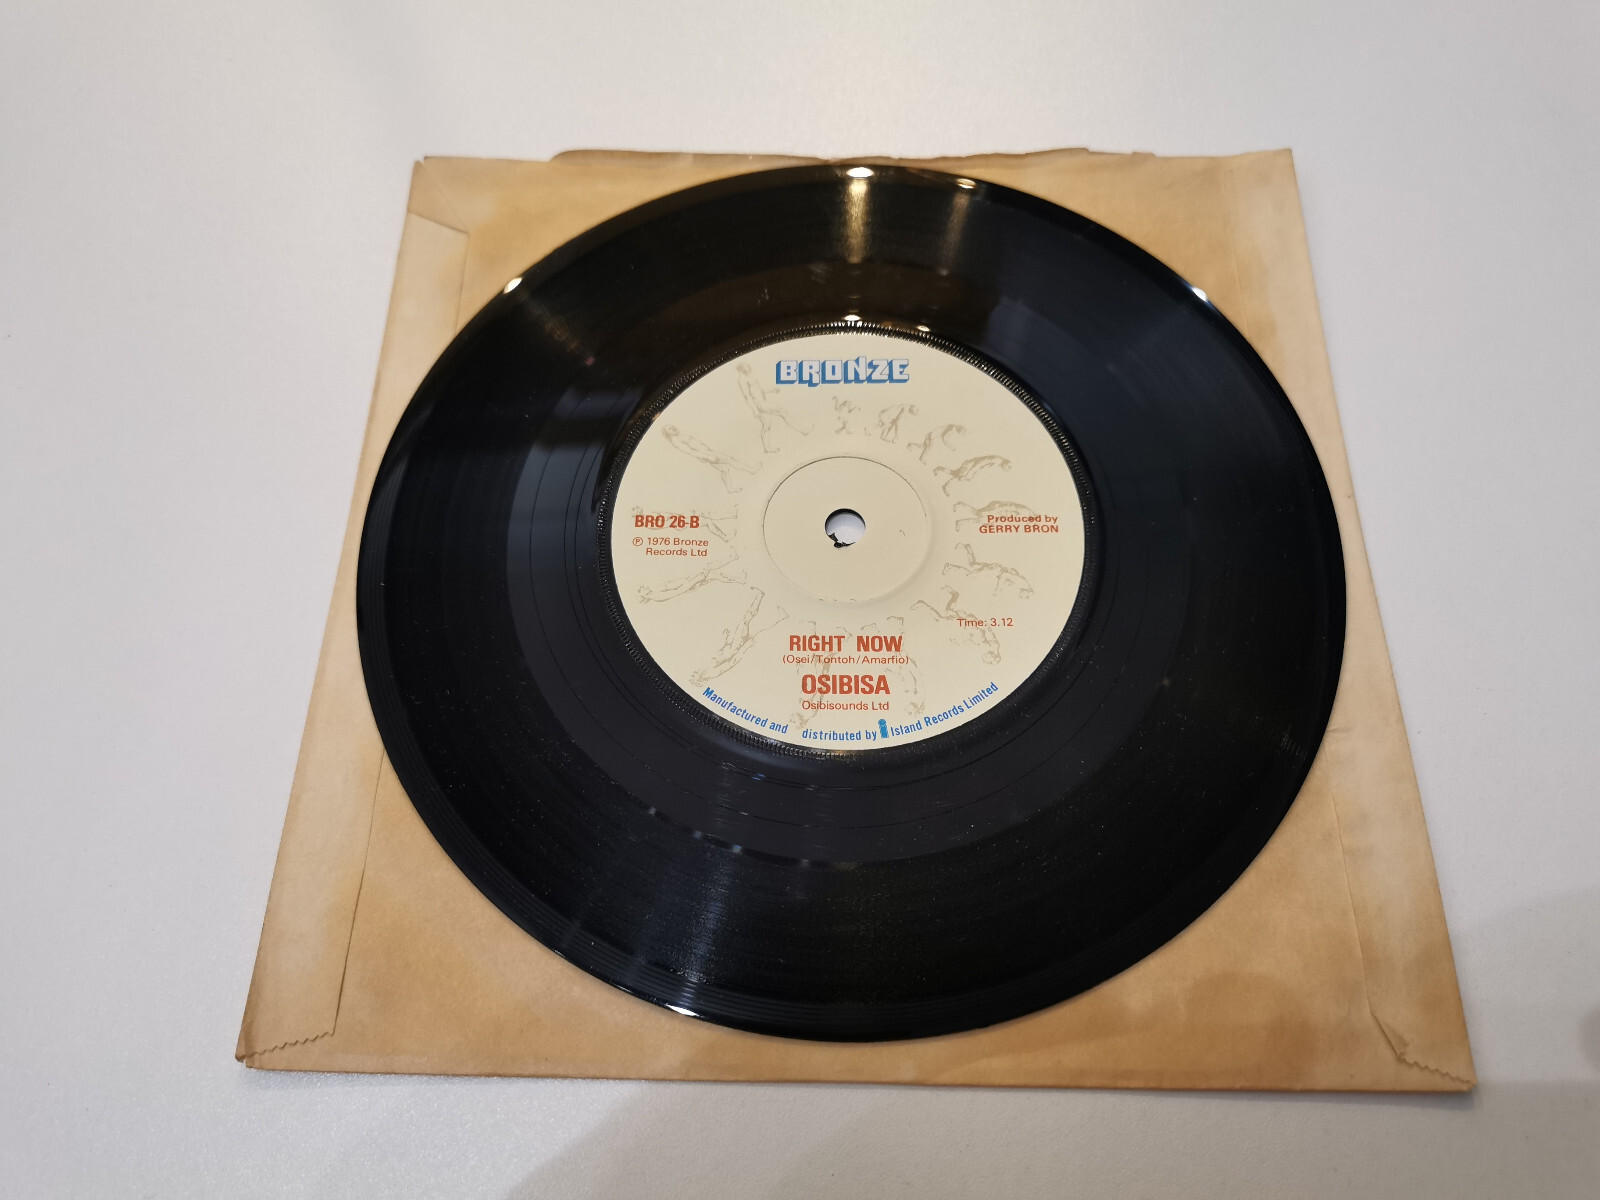 BRONZE
BRO 26-B
℗ 1976 Bronze
Records Ltd
Produced by
GERRY BRON
Time: 3.12
RIGHT NOW
(Osei/Tontoh/Amarfio)
OSIBISA
Osibisounds Ltd
Manufactured and distributed by Island Records Limited